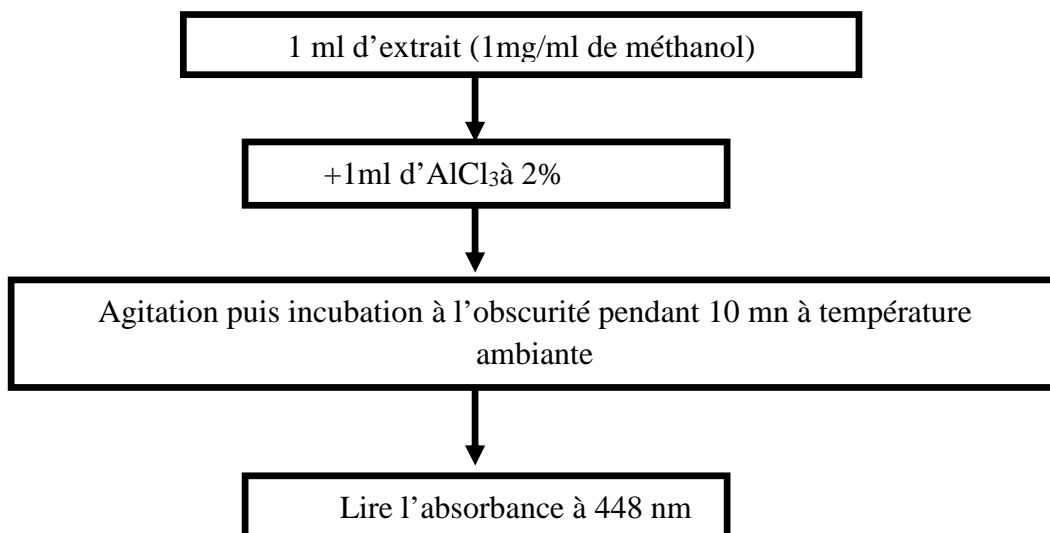 1 ml d’extrait (1mg/ml de méthanol)
+1ml d’AlCl₃à 2%
Agitation puis incubation à l’obscurité pendant 10 mn à température
ambiante
Lire l’absorbance à 448 nm